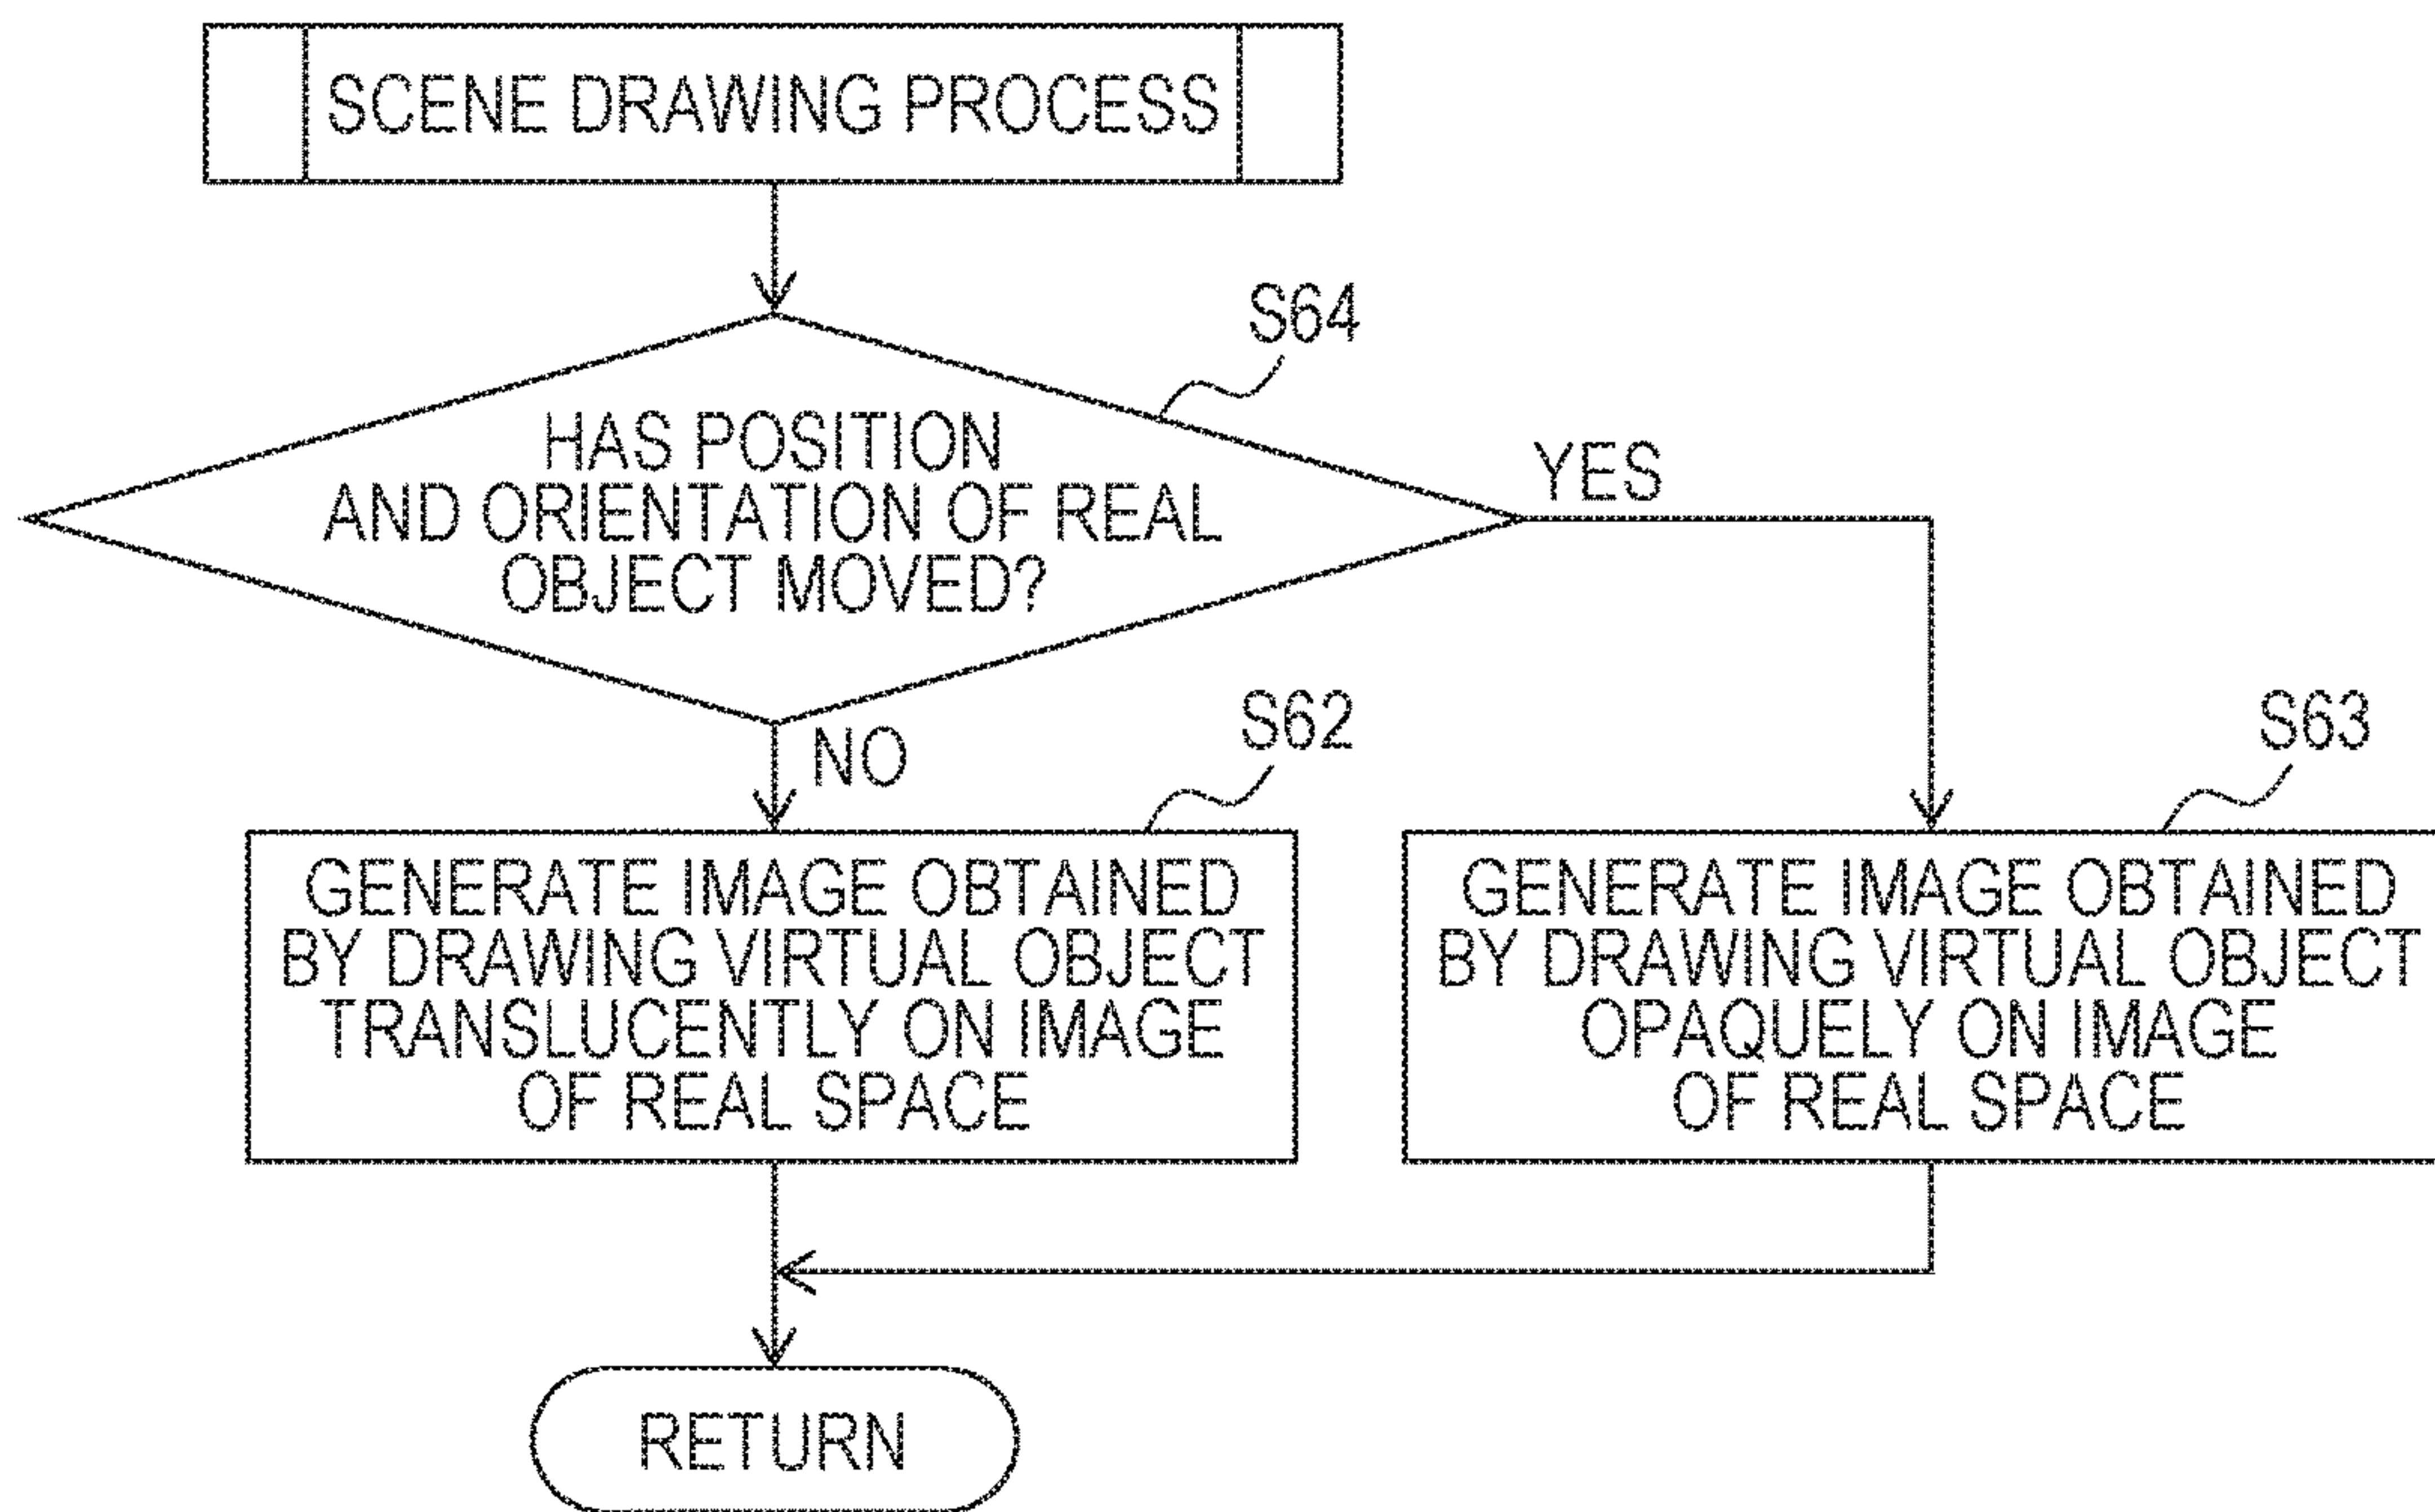 SCENE DRAWING PROCESS
S64
HAS POSITION
AND ORIENTATION OF REAL
OBJECT MOVED?
YES
NO
S62
GENERATE IMAGE OBTAINED
BY DRAWING VIRTUAL OBJECT
TRANSLUCENTLY ON IMAGE
OF REAL SPACE
S63
GENERATE IMAGE OBTAINED
BY DRAWING VIRTUAL OBJECT
OPAQUELY ON IMAGE
OF REAL SPACE
RETURN